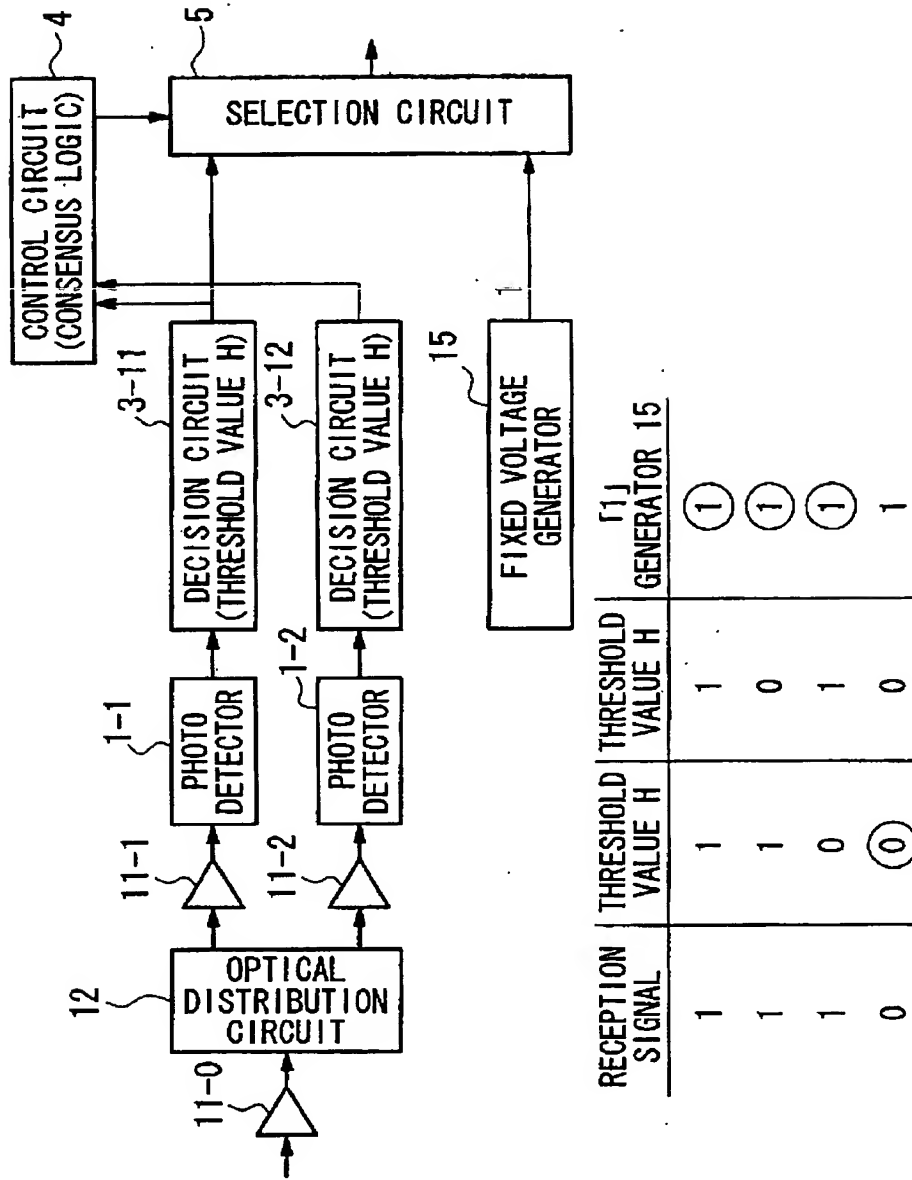 4
CONTROL CIRCUIT
(CONSENSUS LOGIC)
5
SELECTION CIRCUIT
3-11
DECISION CIRCUIT
(THRESHOLD VALUE H)
3-12
DECISION CIRCUIT
(THRESHOLD VALUE H)
15
FIXED VOLTAGE
GENERATOR
1
1-1
PHOTO
DETECTOR
1-2
PHOTO
DETECTOR
11-1
11-2
12
OPTICAL
DISTRIBUTION
CIRCUIT
11-0
RECEPTION SIGNAL | THRESHOLD VALUE H | THRESHOLD VALUE H | 「1」 GENERATOR 15
1 1 1 1
1 1 0 1
1 0 1 1
0 0 0 1